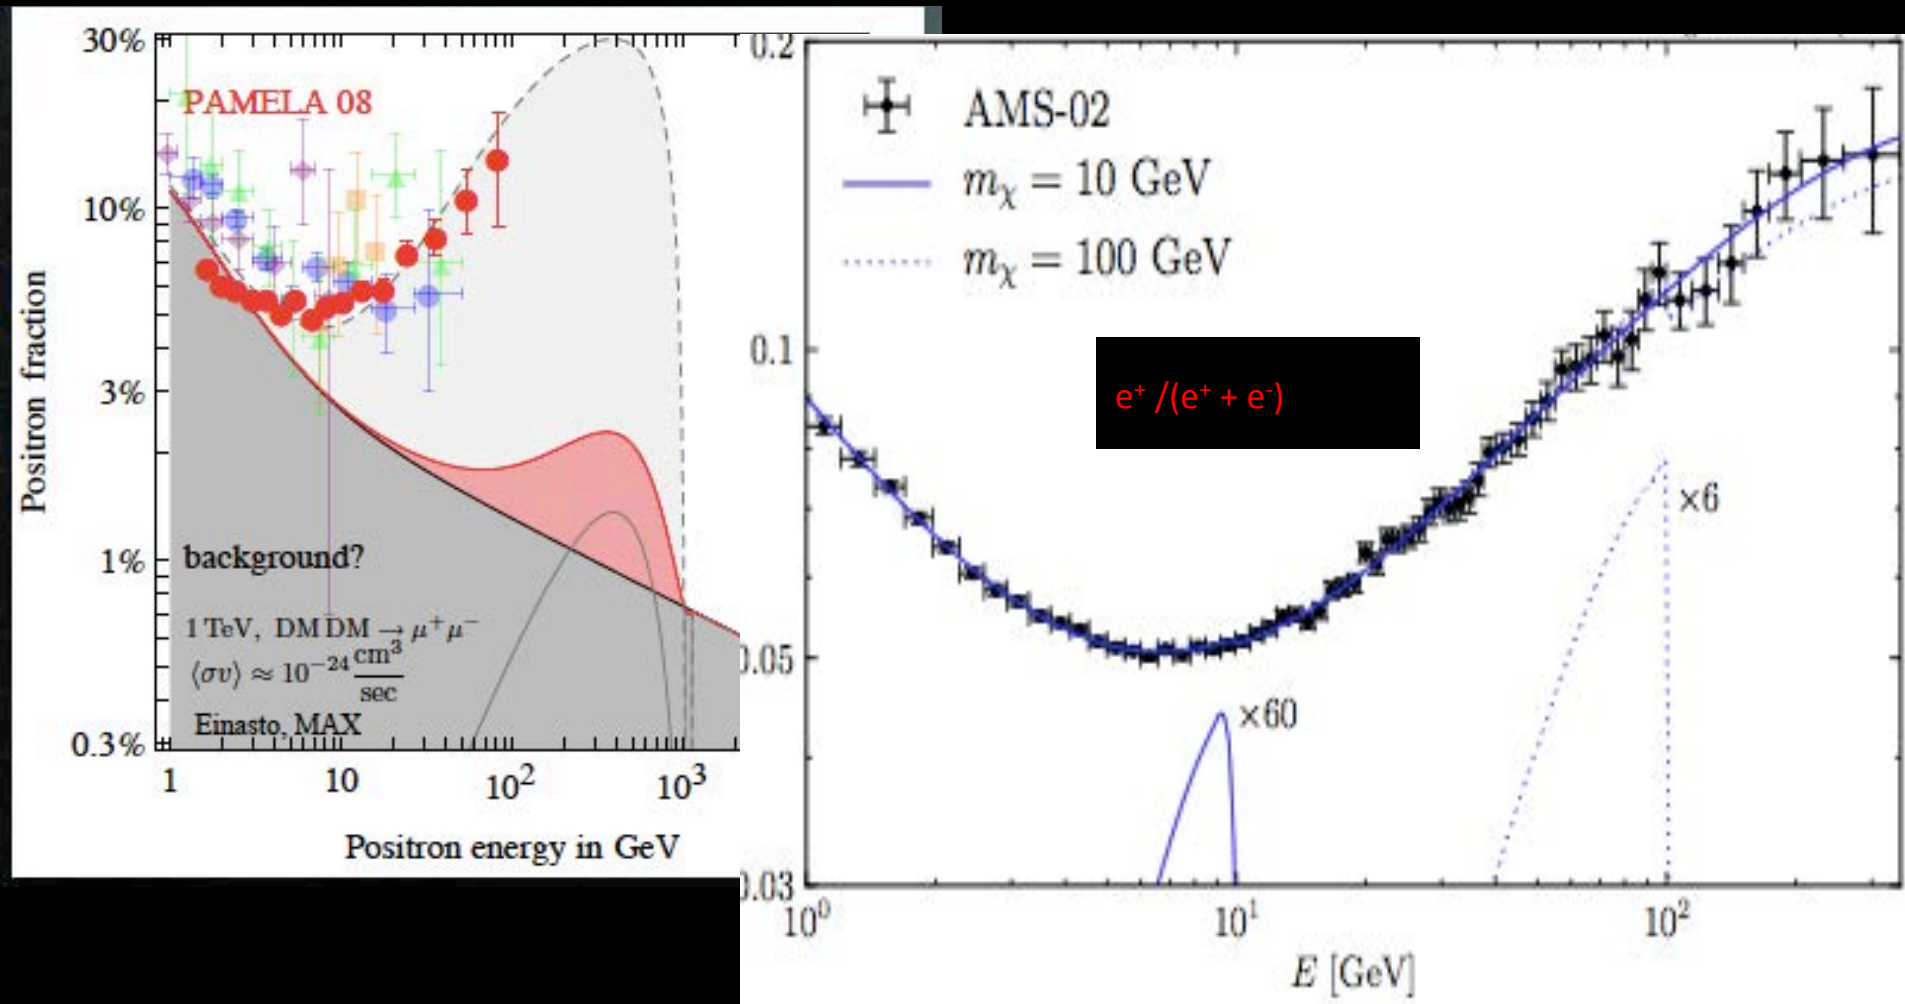 30%
10%
3%
1%
0.3%
Positron fraction
PAMELA 08
background?
1 TeV, DM DM → μ⁺μ⁻
⟨σv⟩ ≈ 10⁻²⁴ cm³/sec
Einasto, MAX
1 10 10² 10³
Positron energy in GeV
0.2
0.1
0.05
0.03
AMS-02
mχ = 10 GeV
mχ = 100 GeV
e⁺ /(e⁺ + e⁻)
×6
×60
10⁰ 10¹ 10²
E [GeV]